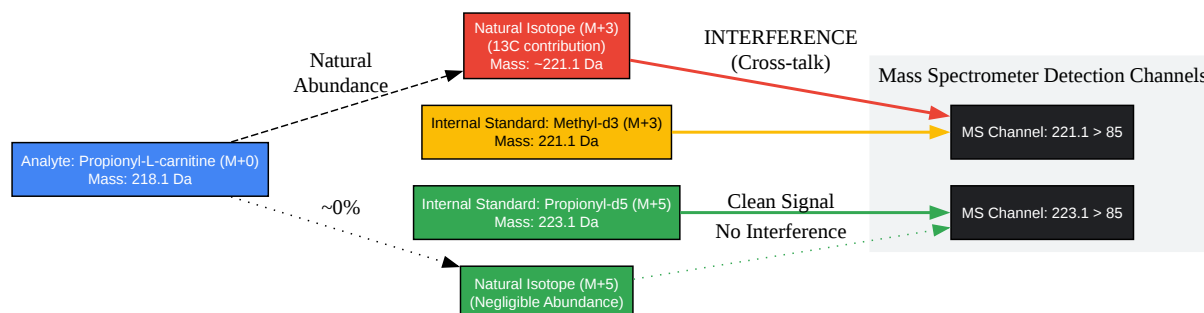 Natural Isotope (M+3)
(13C contribution)
Mass: ~221.1 Da
INTERFERENCE
(Cross-talk)
Natural
Abundance
Mass Spectrometer Detection Channels
Internal Standard: Methyl-d3 (M+3)
Mass: 221.1 Da
MS Channel: 221.1 > 85
Analyte: Propionyl-L-carnitine (M+0)
Mass: 218.1 Da
~0%
Internal Standard: Propionyl-d5 (M+5)
Mass: 223.1 Da
Clean Signal
No Interference
MS Channel: 223.1 > 85
Natural Isotope (M+5)
(Negligible Abundance)